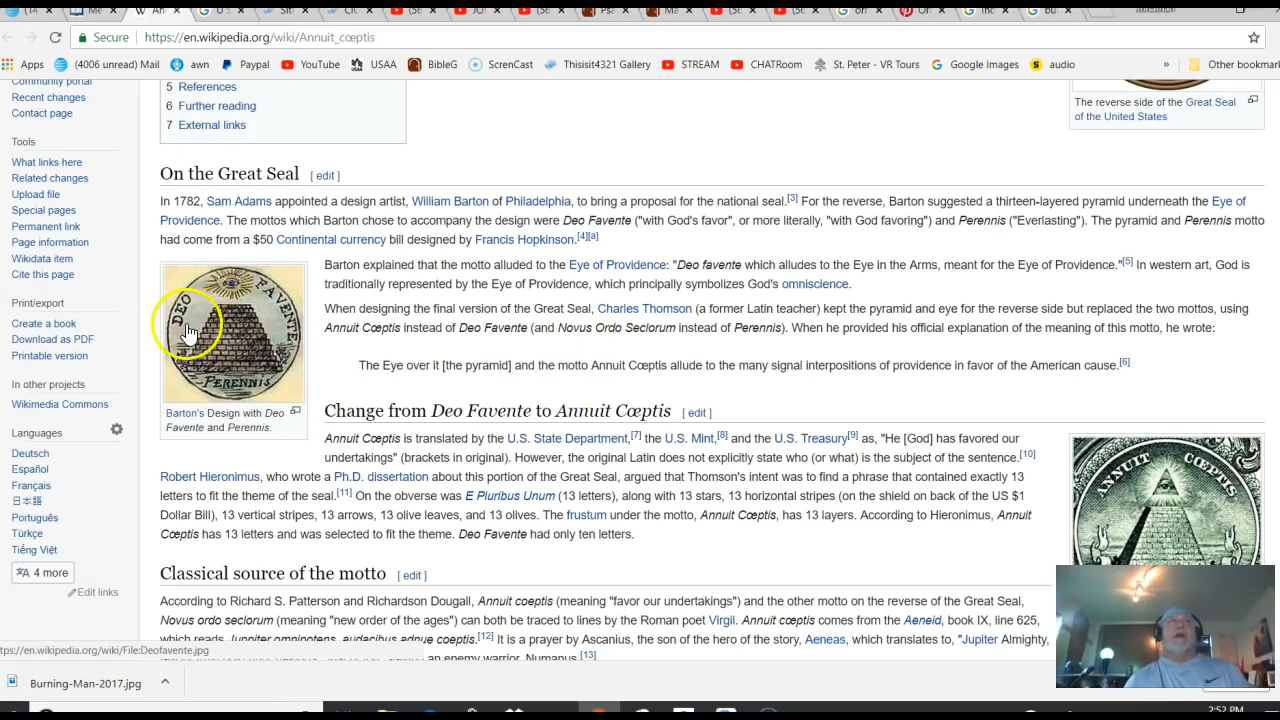 Secure https://en.wikipedia.org/wiki/Annuit_cœptis
Apps (4006 unread) Mail awn Paypal YouTube USAA BibleG ScrenCast Thisisit4321 Gallery STREAM CHATRoom St. Peter - VR Tours Google Images audio » Other bookmar
Community portal
Recent changes
Contact page
Tools
What links here
Related changes
Upload file
Special pages
Permanent link
Page information
Wikidata item
Cite this page
Print/export
Create a book
Download as PDF
Printable version
In other projects
Wikimedia Commons
Languages
Deutsch
Español
Français
日本語
Português
Türkçe
Tiếng Việt
4 more
Edit links
5 References
6 Further reading
7 External links
The reverse side of the Great Seal
of the United States
On the Great Seal [ edit ]
In 1782, Sam Adams appointed a design artist, William Barton of Philadelphia, to bring a proposal for the national seal.[3] For the reverse, Barton suggested a thirteen-layered pyramid underneath the Eye of
Providence. The mottos which Barton chose to accompany the design were Deo Favente ("with God's favor", or more literally, "with God favoring") and Perennis ("Everlasting"). The pyramid and Perennis motto
had come from a $50 Continental currency bill designed by Francis Hopkinson.[4][a]
DEO FAVENTE
PERENNIS
Barton's Design with Deo
Favente and Perennis.
Barton explained that the motto alluded to the Eye of Providence: "Deo favente which alludes to the Eye in the Arms, meant for the Eye of Providence."[5] In western art, God is
traditionally represented by the Eye of Providence, which principally symbolizes God's omniscience.
When designing the final version of the Great Seal, Charles Thomson (a former Latin teacher) kept the pyramid and eye for the reverse side but replaced the two mottos, using
Annuit Cœptis instead of Deo Favente (and Novus Ordo Seclorum instead of Perennis). When he provided his official explanation of the meaning of this motto, he wrote:
The Eye over it [the pyramid] and the motto Annuit Cœptis allude to the many signal interpositions of providence in favor of the American cause.[6]
Change from Deo Favente to Annuit Cœptis [ edit ]
Annuit Cœptis is translated by the U.S. State Department,[7] the U.S. Mint,[8] and the U.S. Treasury[9] as, "He [God] has favored our
undertakings" (brackets in original). However, the original Latin does not explicitly state who (or what) is the subject of the sentence.[10]
Robert Hieronimus, who wrote a Ph.D. dissertation about this portion of the Great Seal, argued that Thomson's intent was to find a phrase that contained exactly 13
letters to fit the theme of the seal.[11] On the obverse was E Pluribus Unum (13 letters), along with 13 stars, 13 horizontal stripes (on the shield on back of the US $1
Dollar Bill), 13 vertical stripes, 13 arrows, 13 olive leaves, and 13 olives. The frustum under the motto, Annuit Cœptis, has 13 layers. According to Hieronimus, Annuit
Cœptis has 13 letters and was selected to fit the theme. Deo Favente had only ten letters.
ANNUIT CŒPTIS
Classical source of the motto [ edit ]
According to Richard S. Patterson and Richardson Dougall, Annuit coeptis (meaning "favor our undertakings") and the other motto on the reverse of the Great Seal,
Novus ordo seclorum (meaning "new order of the ages") can both be traced to lines by the Roman poet Virgil. Annuit coeptis comes from the Aeneid, book IX, line 625,
which reads, Iuppiter omnipotens, audacibus adnue coeptis.[12] It is a prayer by Ascanius, the son of the hero of the story, Aeneas, which translates to, "Jupiter Almighty,
an enemy warrior, Numanus.[13]
tps://en.wikipedia.org/wiki/File:Deofavente.jpg
Burning-Man-2017.jpg
2:52 PM